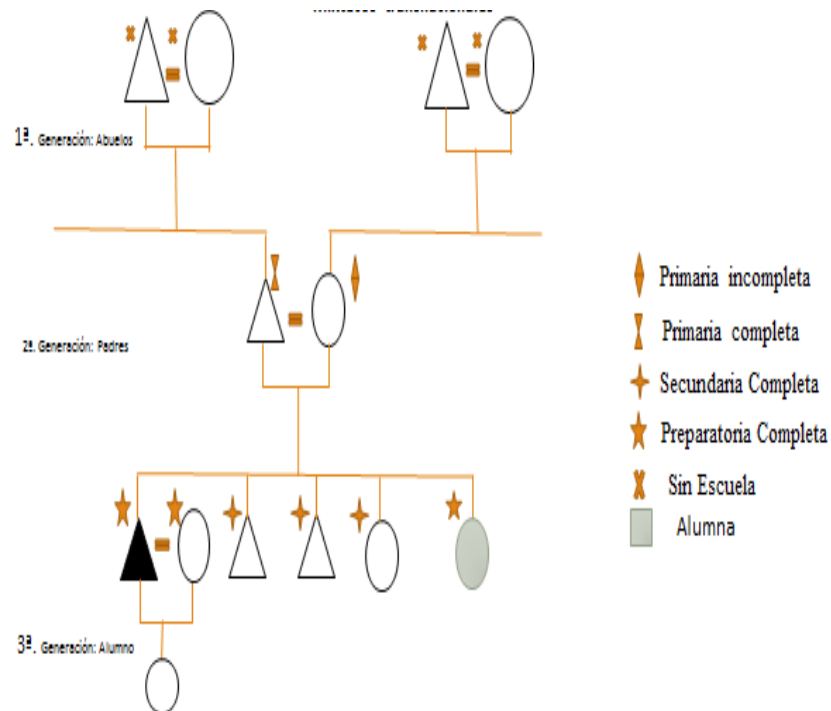 1ª. Generación: Abuelos
2ª. Generación: Padres
3ª. Generación: Alumno
Primaria incompleta
Primaria completa
Secundaria Completa
Preparatoria Completa
Sin Escuela
Alumna